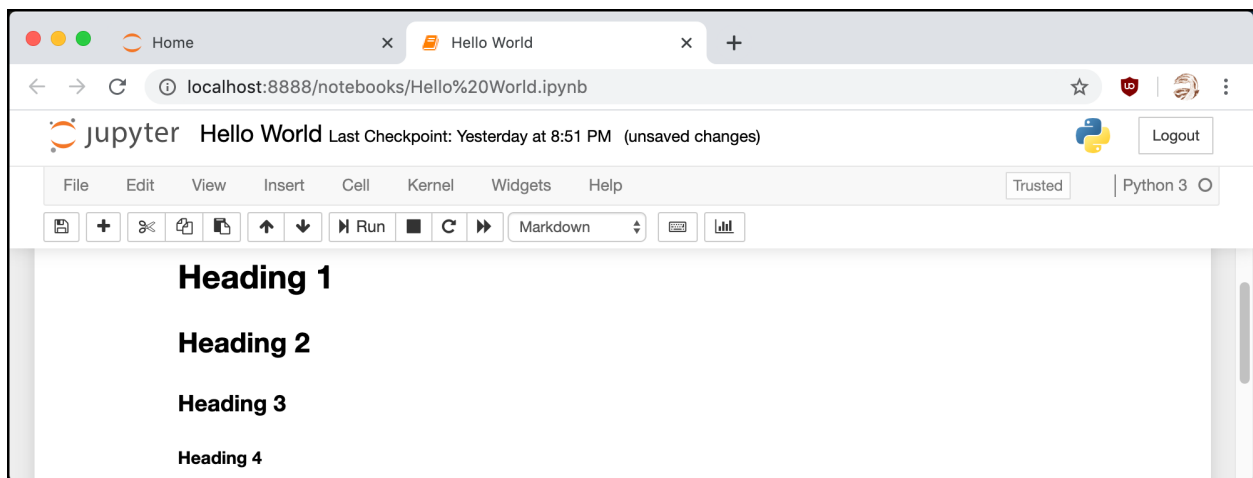 Home Hello World
localhost:8888/notebooks/Hello%20World.ipynb
jupyter Hello World Last Checkpoint: Yesterday at 8:51 PM (unsaved changes) Logout
File Edit View Insert Cell Kernel Widgets Help Trusted Python 3
Run Markdown
Heading 1
Heading 2
Heading 3
Heading 4